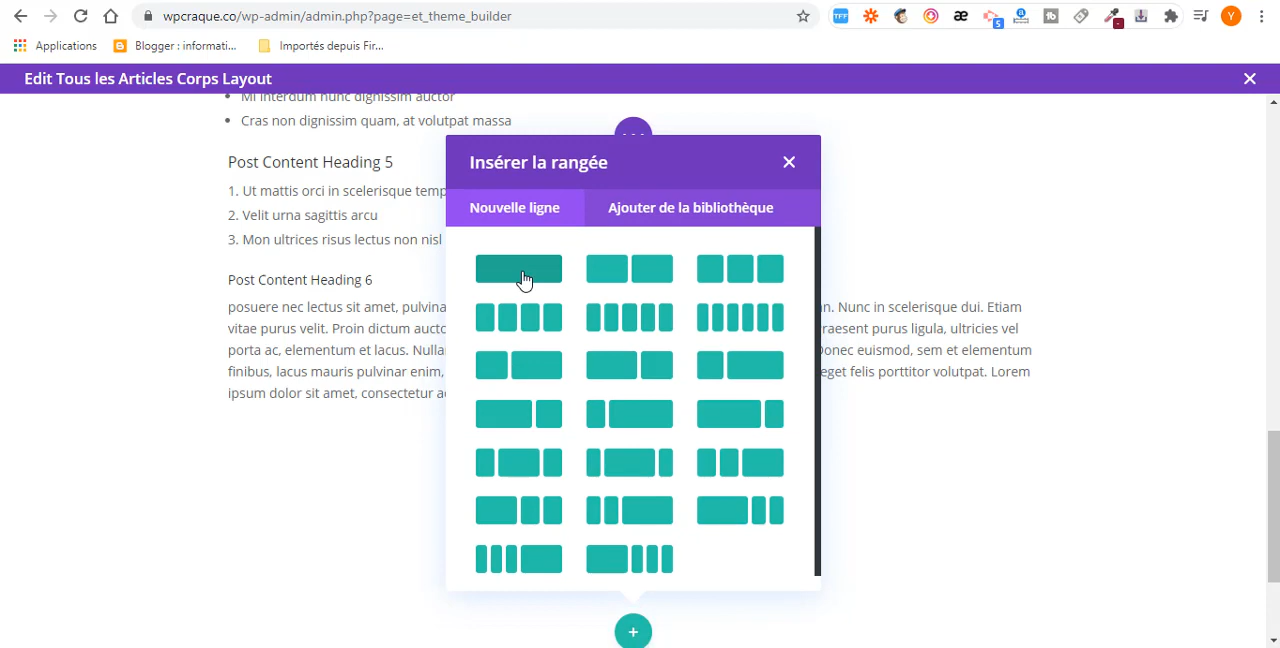 wpcraque.co/wp-admin/admin.php?page=et_theme_builder
TFF
æ
5
tb
-
Y
Applications
Blogger : informati...
Importés depuis Fir...
Edit Tous les Articles Corps Layout
Mi interdum nunc dignissim auctor
Cras non dignissim quam, at volutpat massa
Insérer la rangée
Nouvelle ligne
Ajouter de la bibliothèque
Post Content Heading 5
1. Ut mattis orci in scelerisque temp
2. Velit urna sagittis arcu
3. Mon ultrices risus lectus non nisl
Post Content Heading 6
posuere nec lectus sit amet, pulvina n. Nunc in scelerisque dui. Etiam
vitae purus velit. Proin dictum aucto raesent purus ligula, ultricies vel
porta ac, elementum et lacus. Nulla Donec euismod, sem et elementum
finibus, lacus mauris pulvinar enim, eget felis porttitor volutpat. Lorem
ipsum dolor sit amet, consectetur a